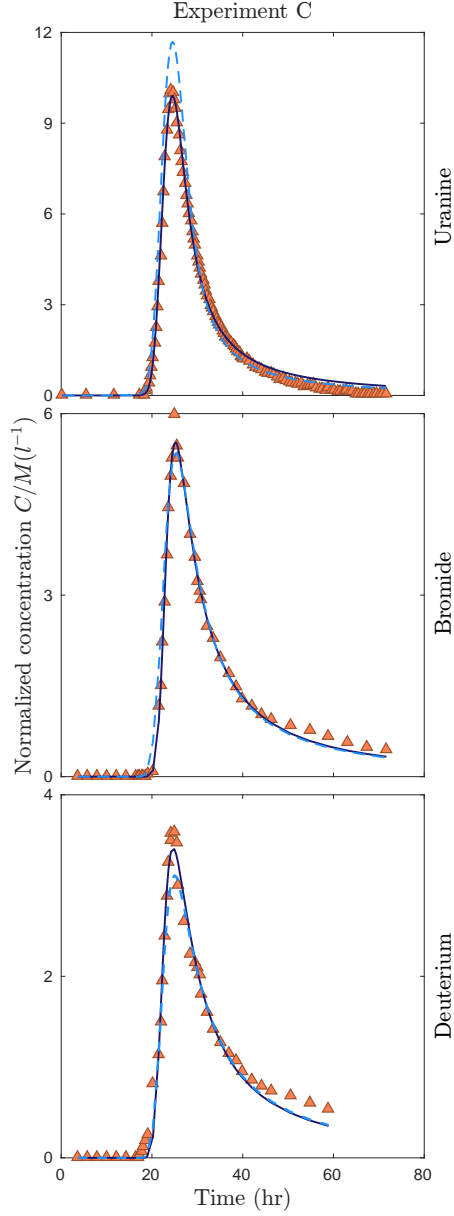 Experiment C
12
9
6
3
0
Uranine
6
3
0
Bromide
4
2
0
Deuterium
Normalized concentration C/M(l⁻¹)
0 20 40 60 80
Time (hr)